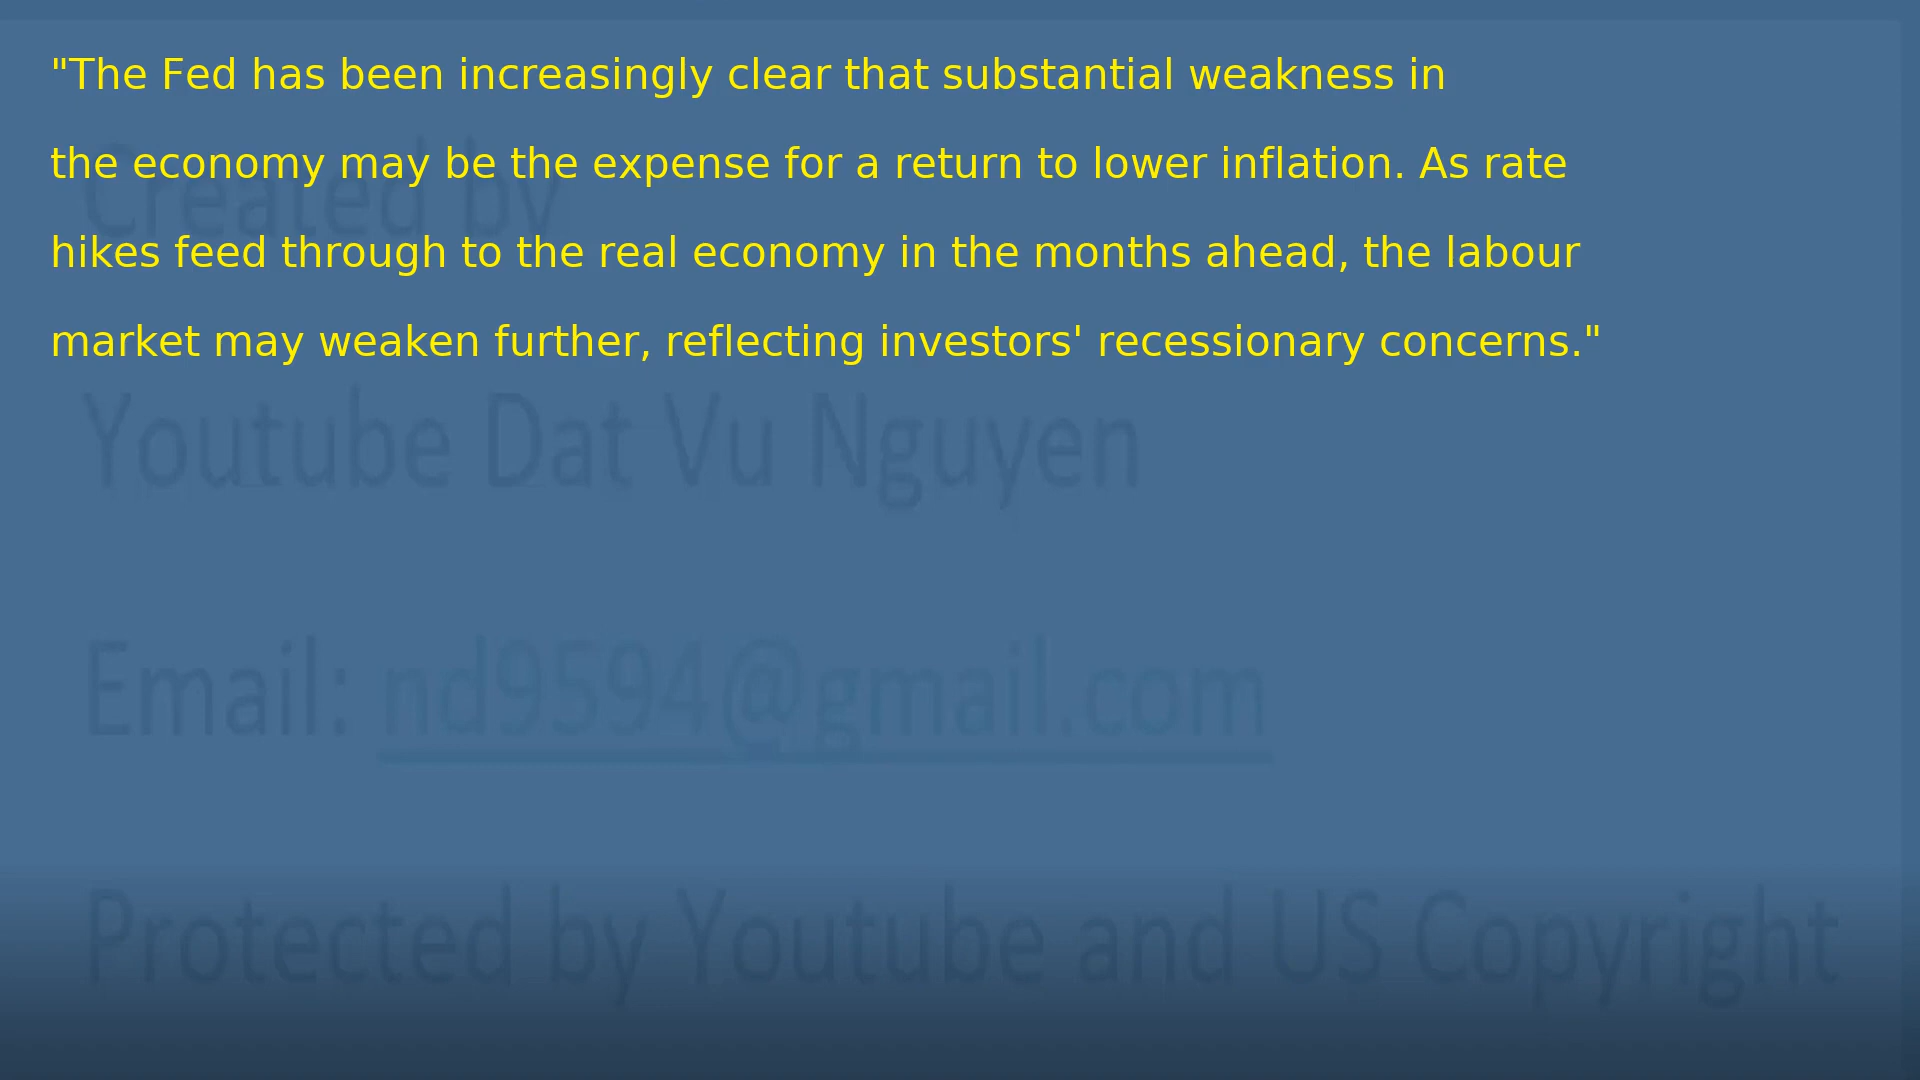 "The Fed has been increasingly clear that substantial weakness in
the economy may be the expense for a return to lower inflation. As rate
Created by
hikes feed through to the real economy in the months ahead, the labour
market may weaken further, reflecting investors' recessionary concerns."
Youtube Dat Vu Nguyen
Email: nd9594@gmail.com
Protected by Youtube and US Copyright